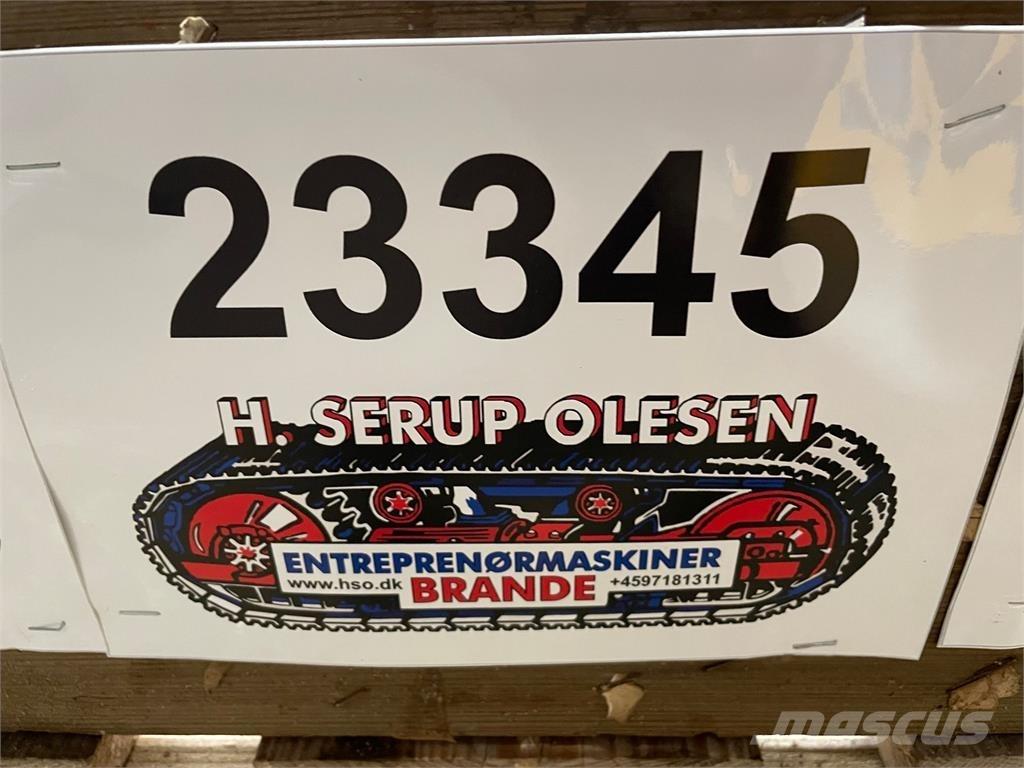 23345
H. SERUP OLESEN
ENTREPRENØRMASKINER
www.hso.dk BRANDE +4597181311
mascus